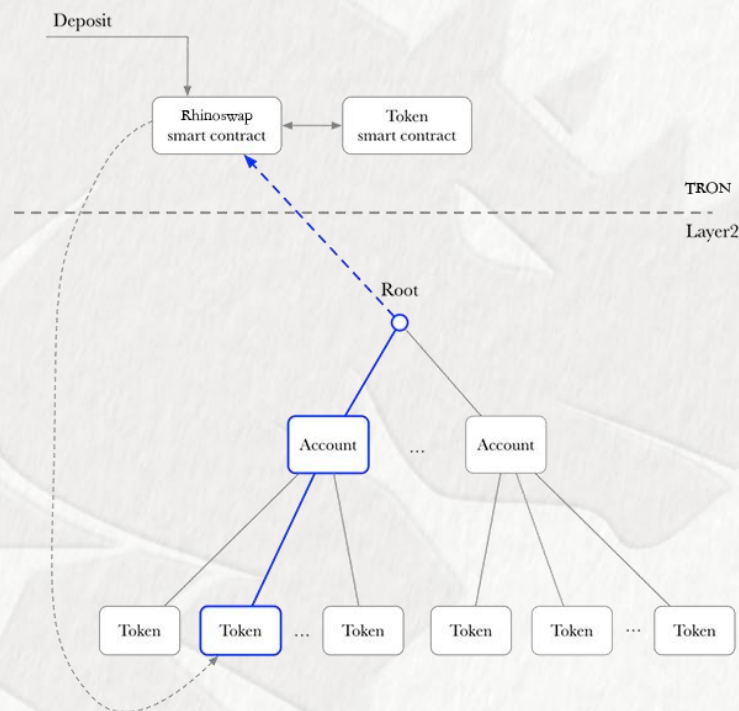 Deposit
Rhinoswap
smart contract
Token
smart contract
TRON
Layer2
Root
Account
...
Account
Token
Token
...
Token
Token
Token
...
Token